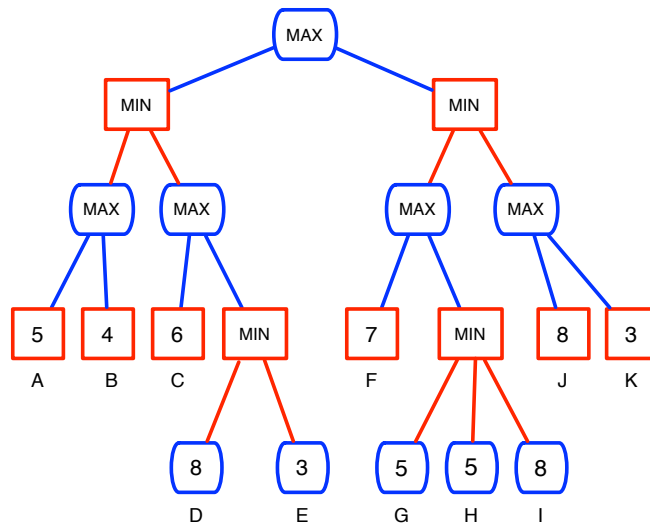 MAX
MIN MIN
MAX MAX MAX MAX
5 4 6 MIN 7 MIN 8 3
A B C F J K
8 3 5 5 8
D E G H I